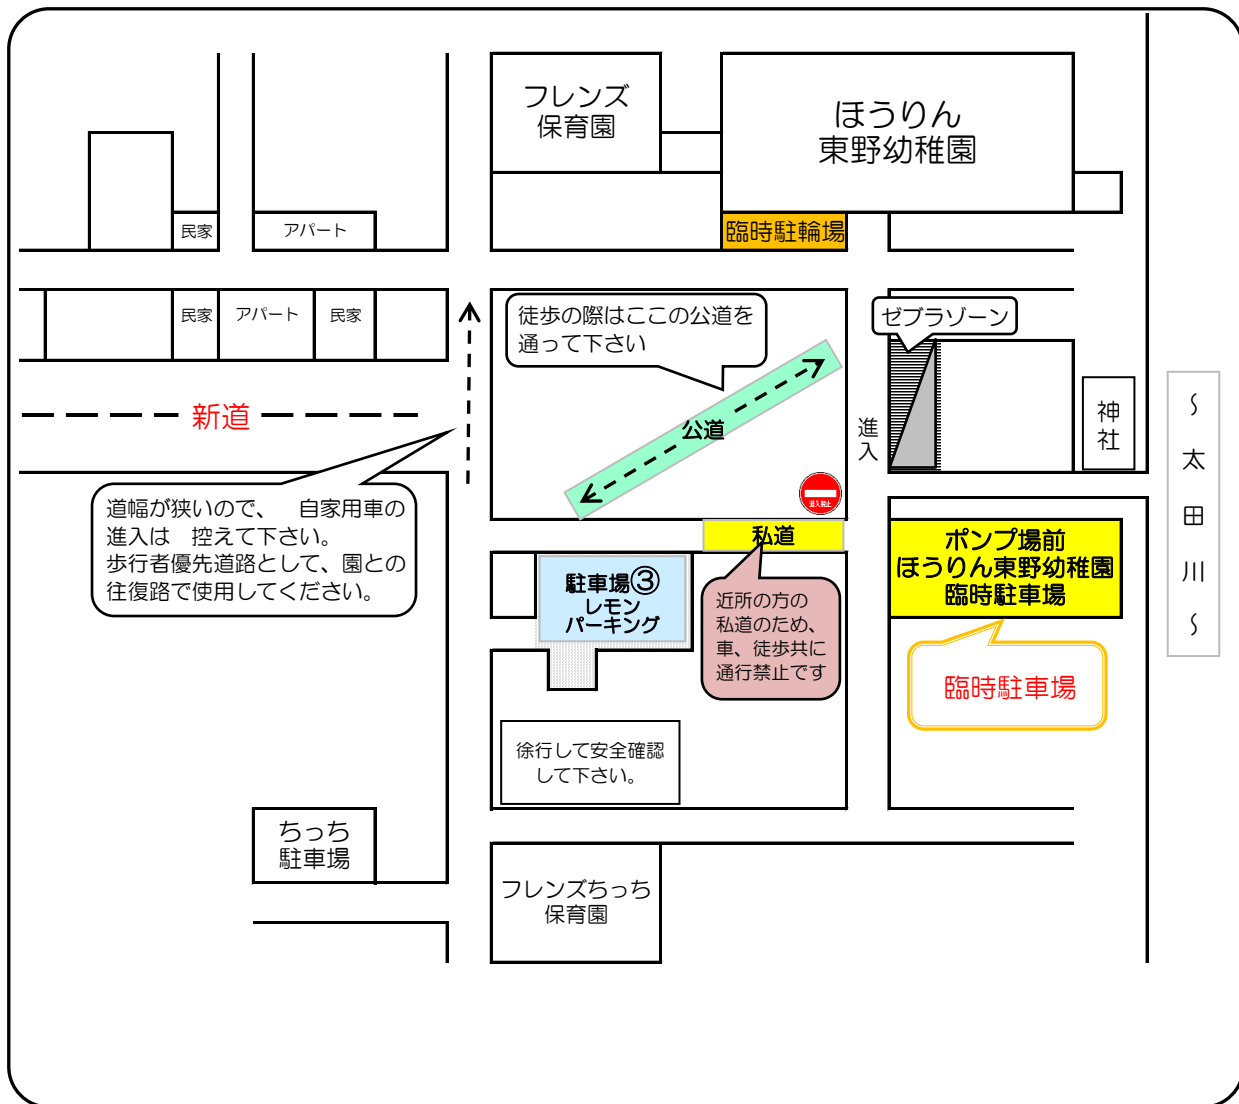 フレンズ
保育園
ほうりん
東野幼稚園
民家
アパート
臨時駐輪場
民家
アパート
民家
徒歩の際はここの公道を
通って下さい
ゼブラゾーン
新道
公道
進入
神社
～太田川～
道幅が狭いので、　自家用車の
進入は　控えて下さい。
歩行者優先道路として、園との
往復路で使用してください。
進入禁止
私道
ポンプ場前
ほうりん東野幼稚園
臨時駐車場
駐車場③
レモン
パーキング
近所の方の
私道のため、
車、徒歩共に
通行禁止です
臨時駐車場
徐行して安全確認
して下さい。
ちっち
駐車場
フレンズちっち
保育園